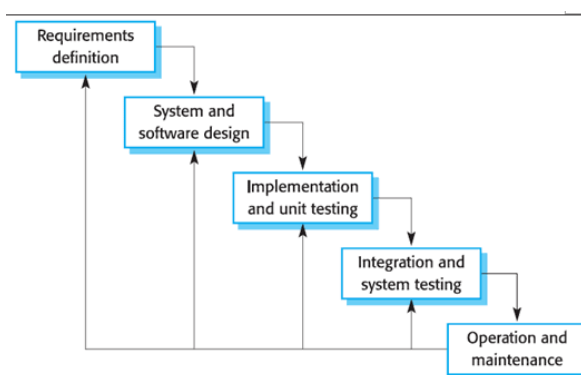 Requirements
definition
System and
software design
Implementation
and unit testing
Integration and
system testing
Operation and
maintenance